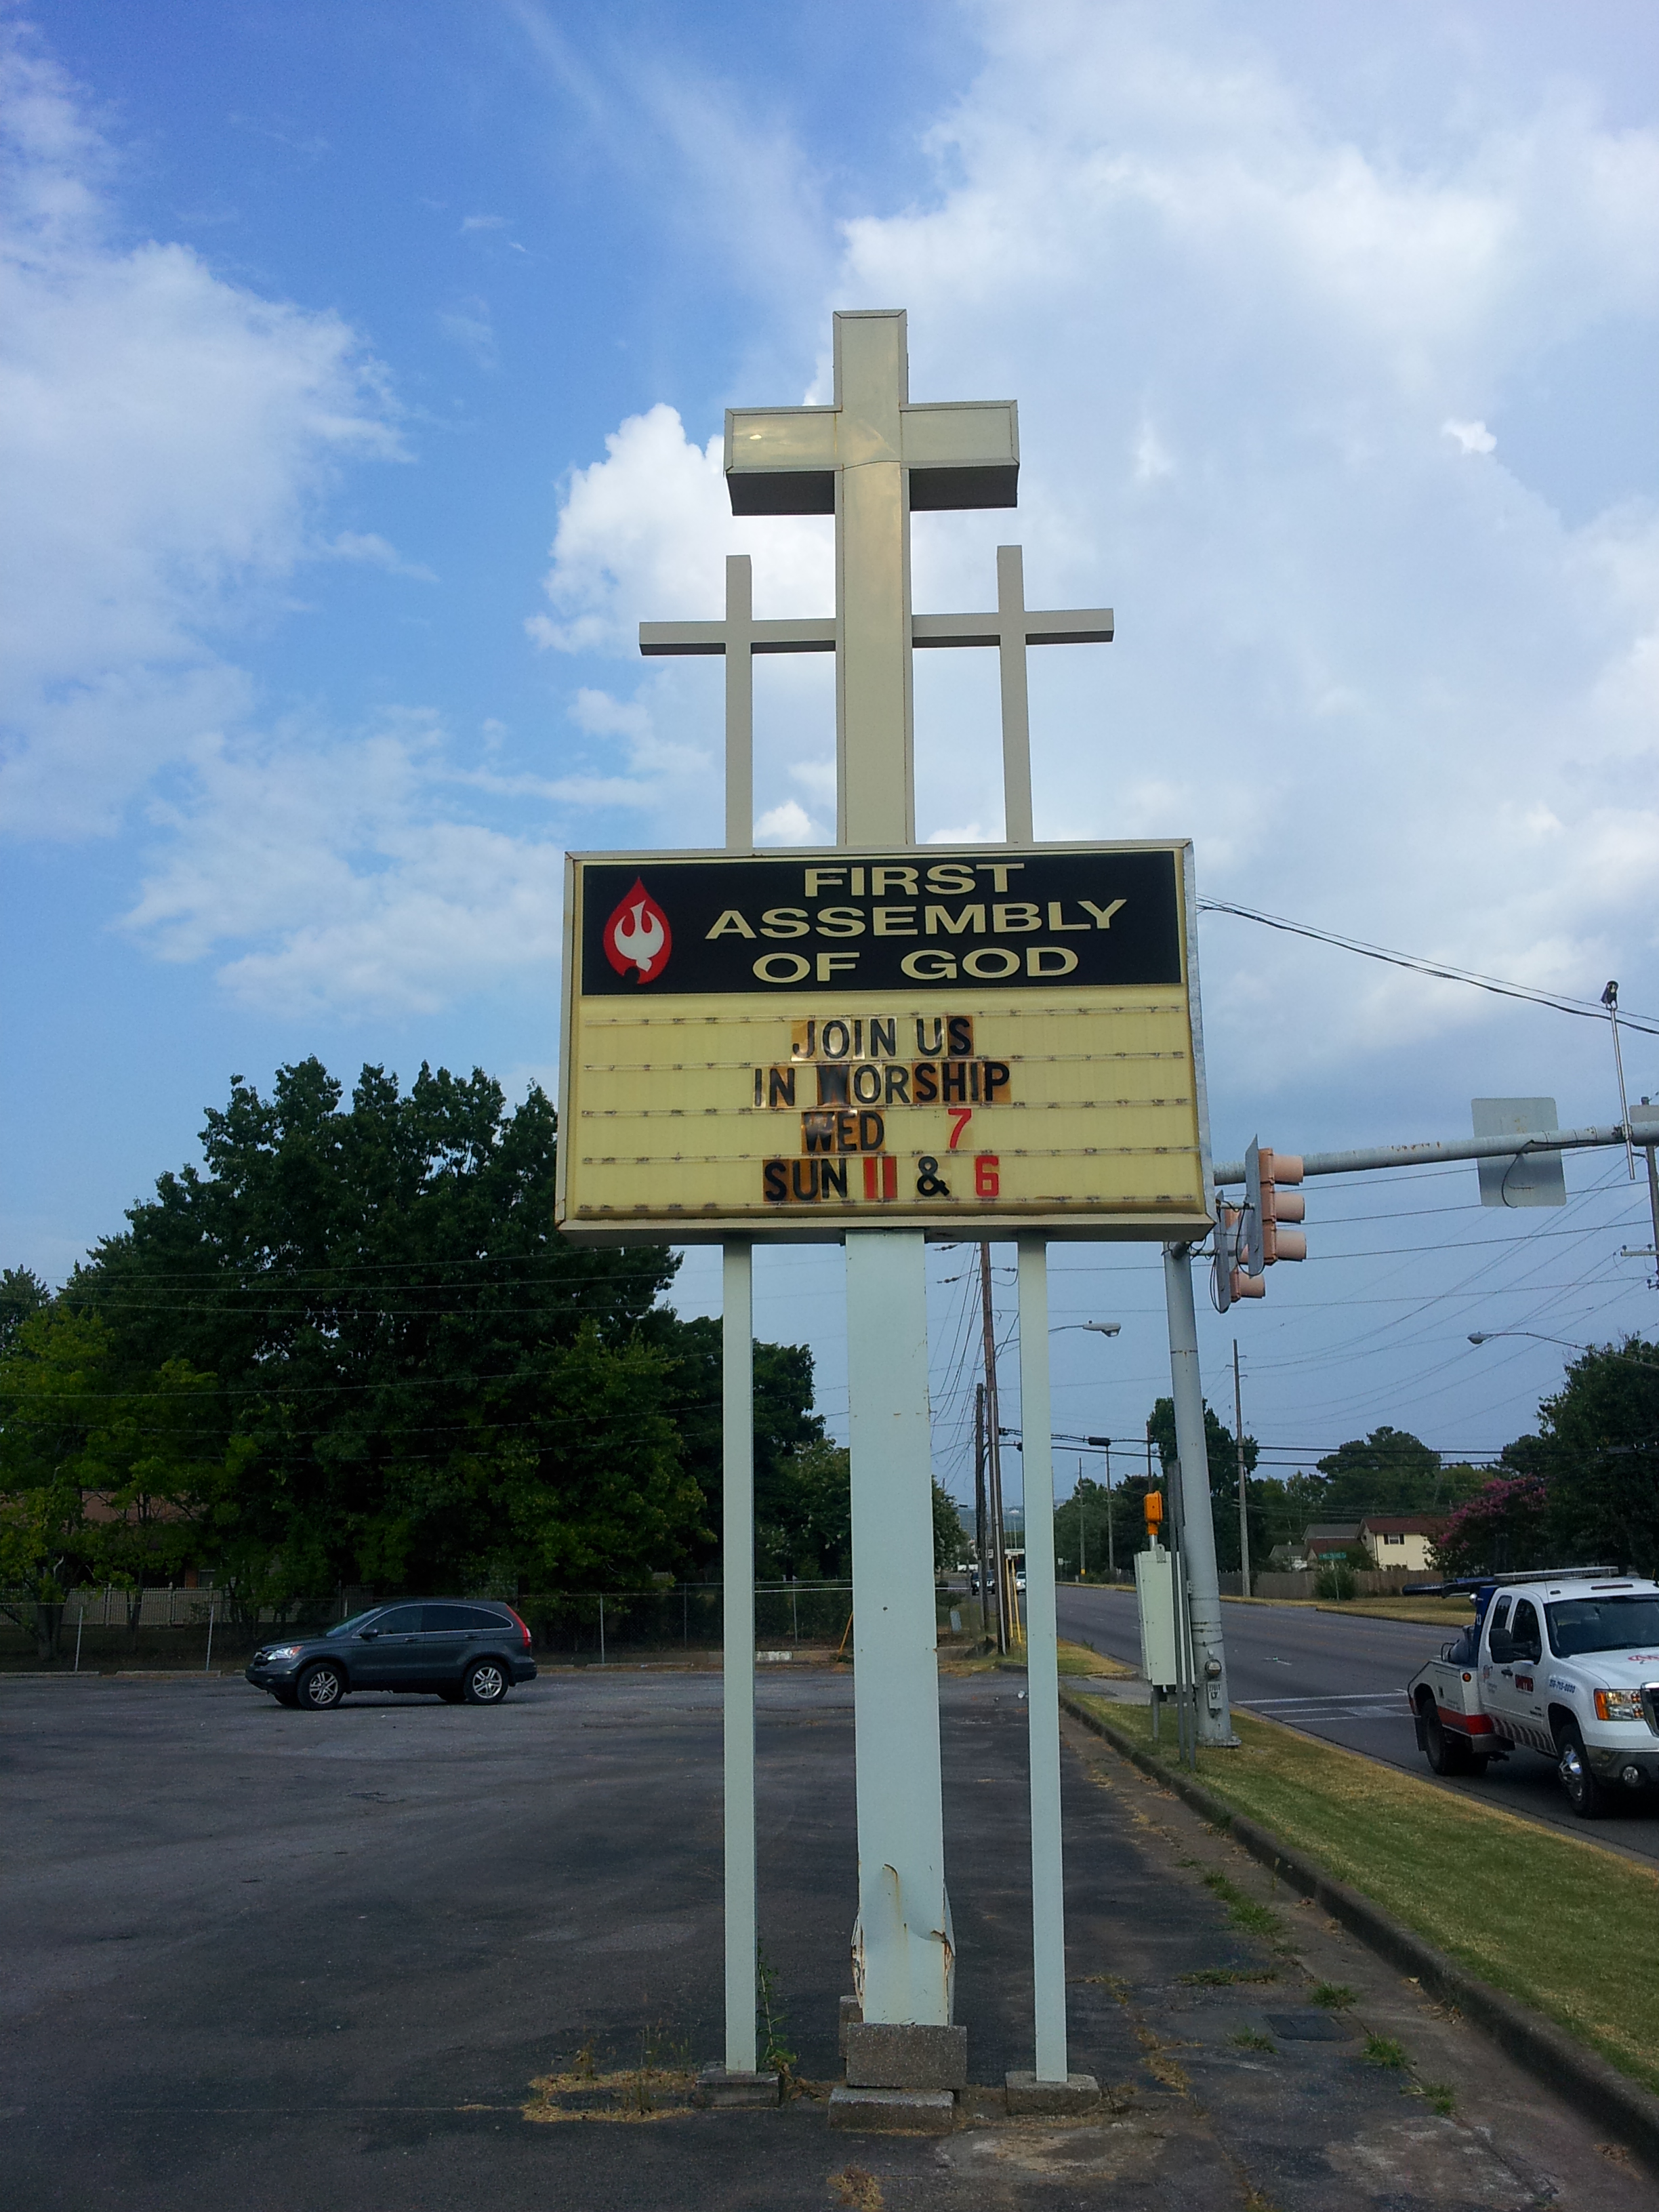 FIRST
ASSEMBLY
OF GOD
JOIN US
IN WORSHIP
WED 7
SUN 11 & 6